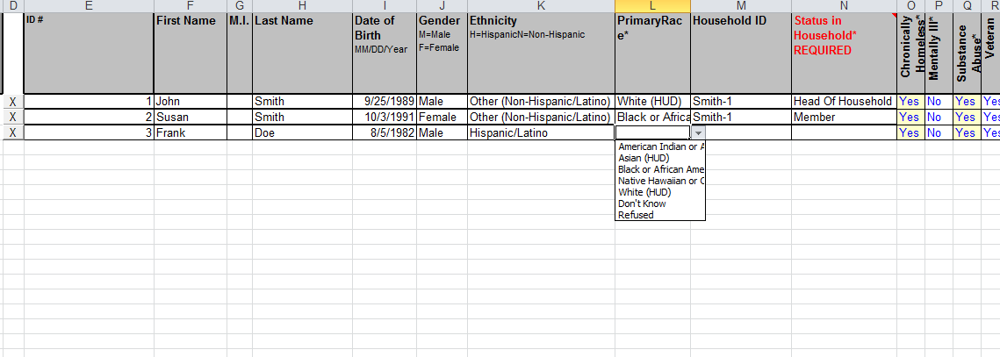 D E F G H I J K L M N O P Q R
ID # First Name M.I. Last Name Date of Gender Ethnicity PrimaryRac Household ID Status in
Birth M=Male H=HispanicN=Non-Hispanic e* Household*
MM/DD/Year F=Female REQUIRED
Chronically
Homeless*
Mentally Ill*
Substance
Abuse*
Veteran
X 1 John Smith 9/25/1989 Male Other (Non-Hispanic/Latino) White (HUD) Smith-1 Head Of Household Yes No Yes Yes
X 2 Susan Smith 10/3/1991 Female Other (Non-Hispanic/Latino) Black or Africa Smith-1 Member Yes No Yes Yes
X 3 Frank Doe 8/5/1982 Male Hispanic/Latino Yes No Yes Yes
American Indian or A
Asian (HUD)
Black or African Ame
Native Hawaiian or O
White (HUD)
Don't Know
Refused